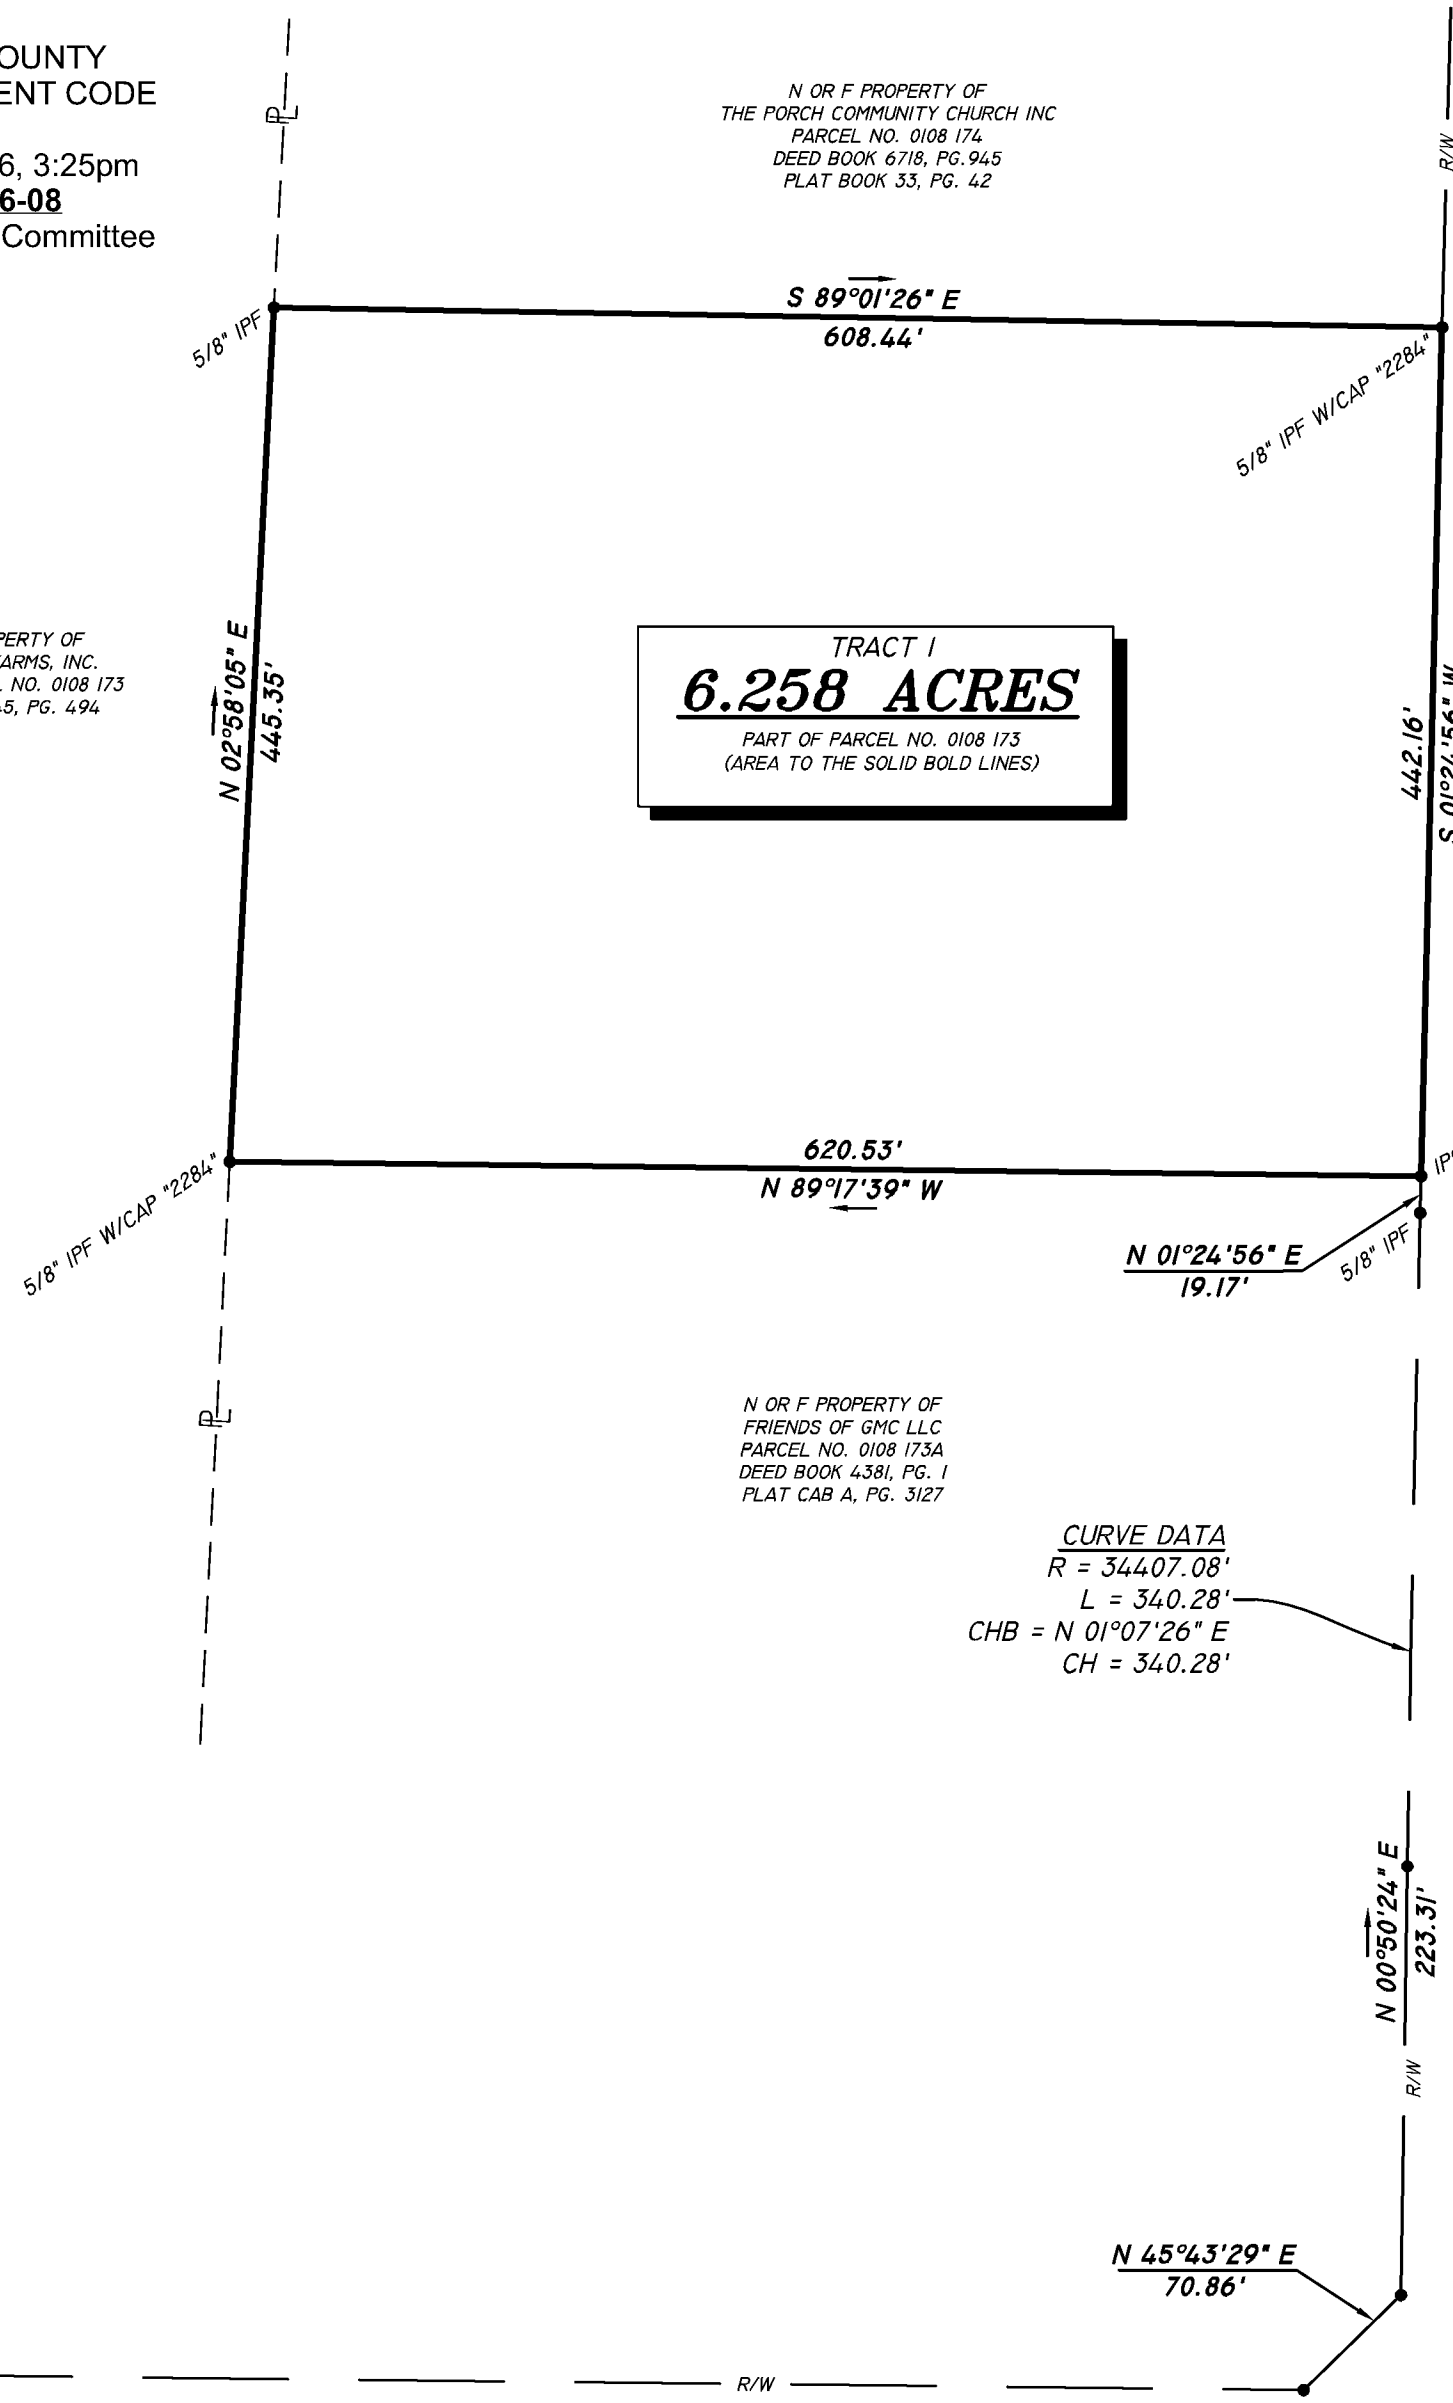 OUNTY
ENT CODE
6, 3:25pm
6-08
Committee
N OR F PROPERTY OF
THE PORCH COMMUNITY CHURCH INC
PARCEL NO. 0108 174
DEED BOOK 6718, PG.945
PLAT BOOK 33, PG. 42
PL
R/W
S 89°01'26" E
608.44'
5/8" IPF
5/8" IPF W/CAP "2284"
N 02°58'05" E
445.35'
PERTY OF
FARMS, INC.
NO. 0108 173
45, PG. 494
TRACT 1
6.258 ACRES
PART OF PARCEL NO. 0108 173
(AREA TO THE SOLID BOLD LINES)
442.16'
S 01°24'56" W
620.53'
N 89°17'39" W
5/8" IPF W/CAP "2284"
N 01°24'56" E
19.17'
5/8" IPF
PL
N OR F PROPERTY OF
FRIENDS OF GMC LLC
PARCEL NO. 0108 173A
DEED BOOK 4381, PG. 1
PLAT CAB A, PG. 3127
CURVE DATA
R = 34407.08'
L = 340.28'
CHB = N 01°07'26" E
CH = 340.28'
N 00°50'24" E
223.31'
R/W
N 45°43'29" E
70.86'
R/W